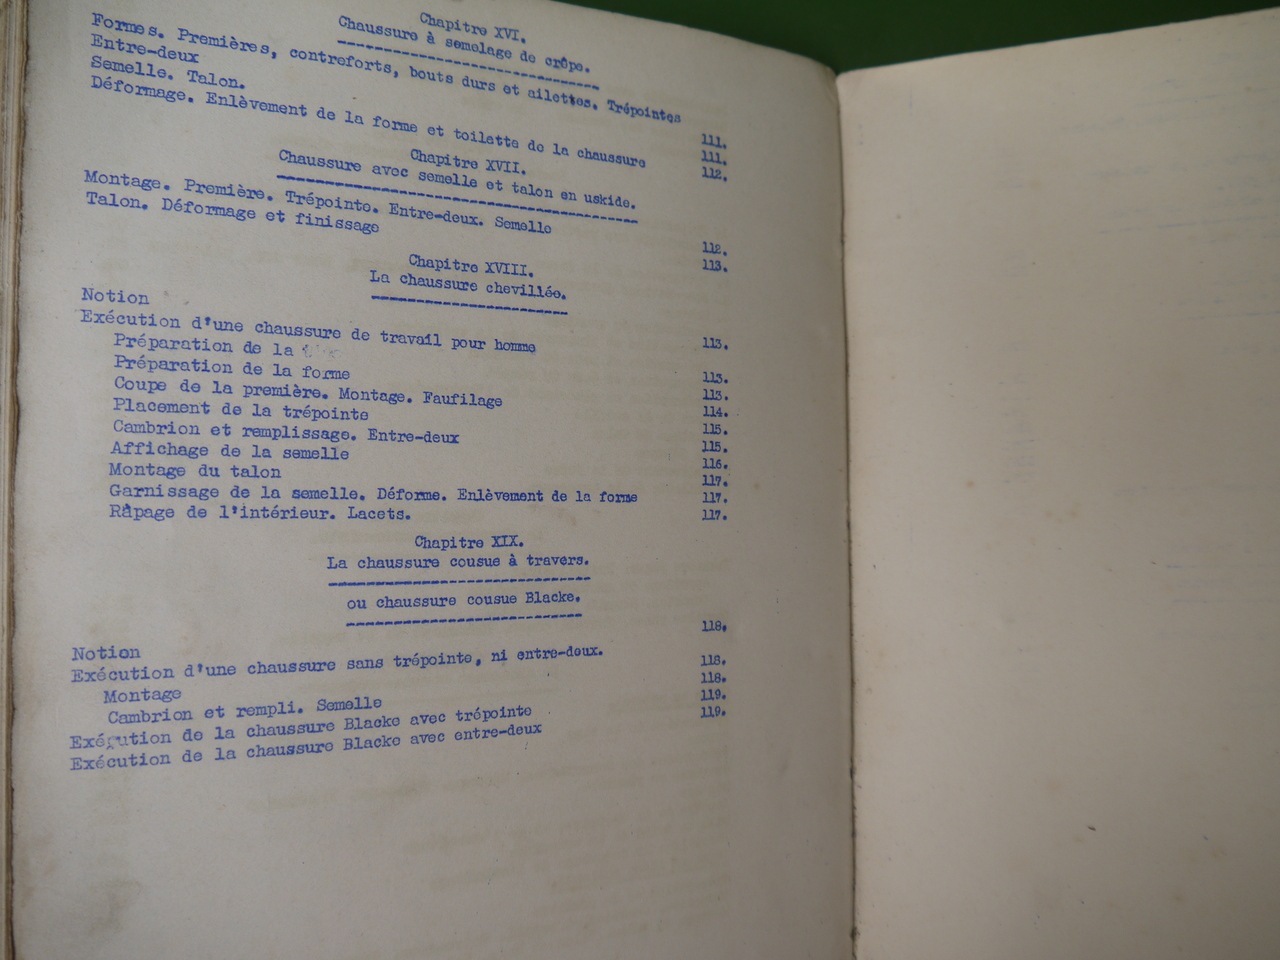 Chapitre XVI.
Chaussure à semelage de crêpe.
Formes. Premières, contreforts, bouts durs et ailettes. Trépointes
Entre-deux 111.
Semelle. Talon. 111.
Déformage. Enlèvement de la forme et toilette de la chaussure 112.
Chapitre XVII.
Chaussure avec semelle et talon en uskide.
Montage. Première. Trépointe. Entre-deux. Semelle 112.
Talon. Déformage et finissage 113.
Chapitre XVIII.
La chaussure chevillée.
Notion 113.
Exécution d'une chaussure de travail pour homme
Préparation de la 113.
Préparation de la forme 113.
Coupe de la première. Montage. Faufilage 114.
Placement de la trépointe 115.
Cambrion et remplissage. Entre-deux 115.
Affichage de la semelle 116.
Montage du talon 117.
Garnissage de la semelle. Déforme. Enlèvement de la forme 117.
Râpage de l'intérieur. Lacets. 117.
Chapitre XIX.
La chaussure cousue à travers.
ou chaussure cousue Blacke.
Notion 118.
Exécution d'une chaussure sans trépointe, ni entre-deux.
Montage 118.
Cambrion et rempli. Semelle 118.
Exécution de la chaussure Blacke avec trépointe 119.
Exécution de la chaussure Blacke avec entre-deux 119.